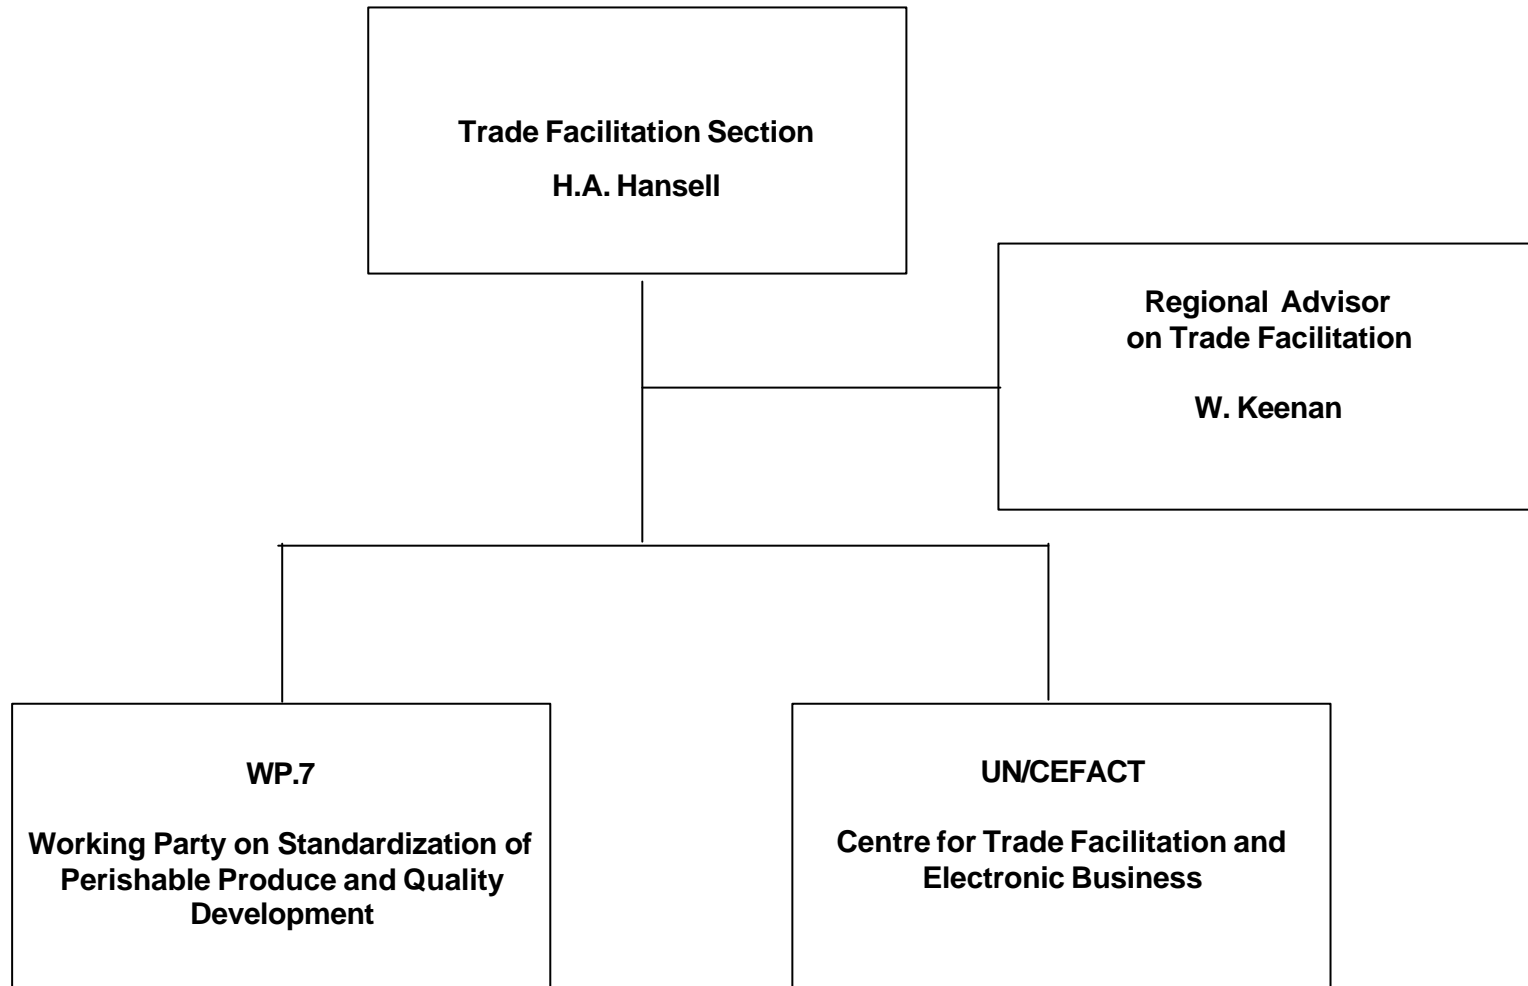 Trade Facilitation Section
H.A. Hansell
Regional Advisor
on Trade Facilitation
W. Keenan
WP.7
Working Party on Standardization of
Perishable Produce and Quality
Development
UN/CEFACT
Centre for Trade Facilitation and
Electronic Business